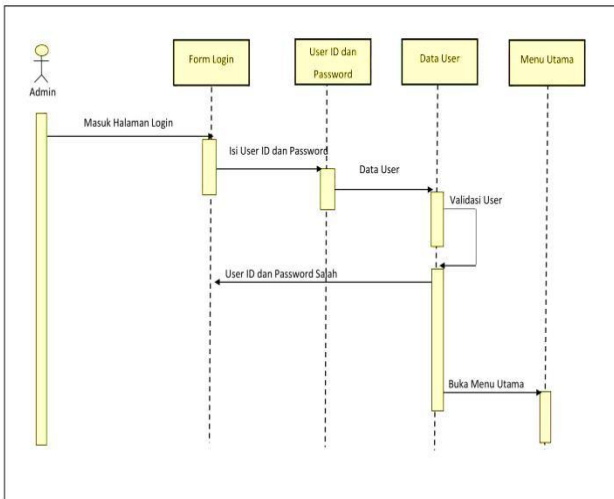 Admin
Form Login
User ID dan
Password
Data User
Menu Utama
Masuk Halaman Login
Isi User ID dan Password
Data User
Validasi User
User ID dan Password Salah
Buka Menu Utama